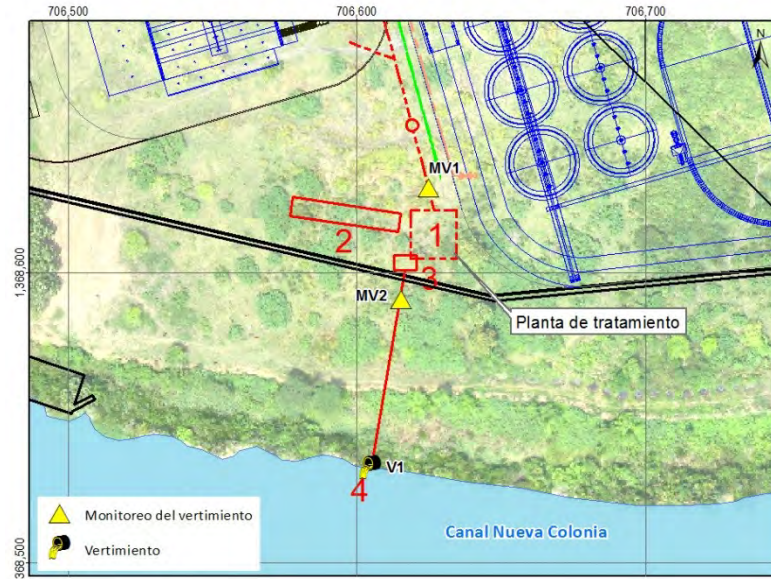 706,500
706,600
706,700
N
MV1
1
2
3
1,368,600
MV2
Planta de tratamiento
V1
4
Monitoreo del vertimiento
Vertimiento
Canal Nueva Colonia
368,500